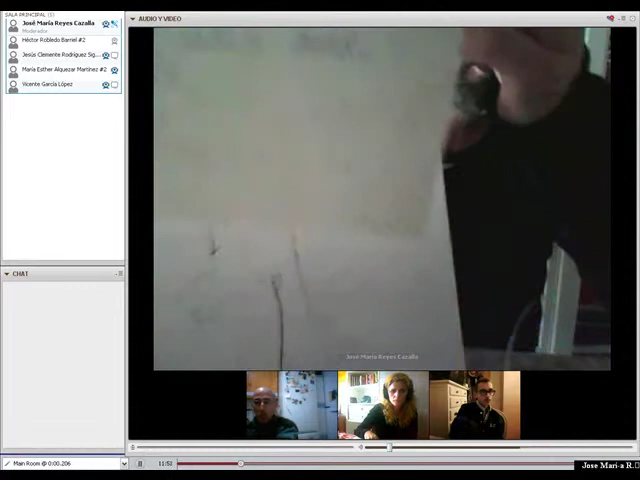 SALA PRINCIPAL (5)
AUDIO Y VIDEO
José María Reyes Cazalla
Moderador
Héctor Robledo Barriel #2
Jesús Clemente Rodríguez Sig...
María Esther Alquezar Martínez #2
Vicente García López
CHAT
José María Reyes Cazalla
Main Room @ 0:00.206
11:52
Jose Mari-a R.